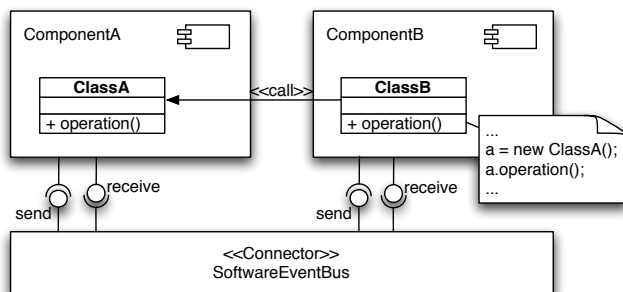 ComponentA
ComponentB
ClassA
<<call>>
ClassB
+ operation()
+ operation()
...
a = new ClassA();
a.operation();
...
send
receive
send
receive
<<Connector>>
SoftwareEventBus